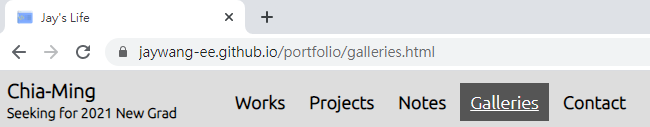 Jay's Life
jaywang-ee.github.io/portfolio/galleries.html
Chia-Ming
Seeking for 2021 New Grad
Works Projects Notes Galleries Contact